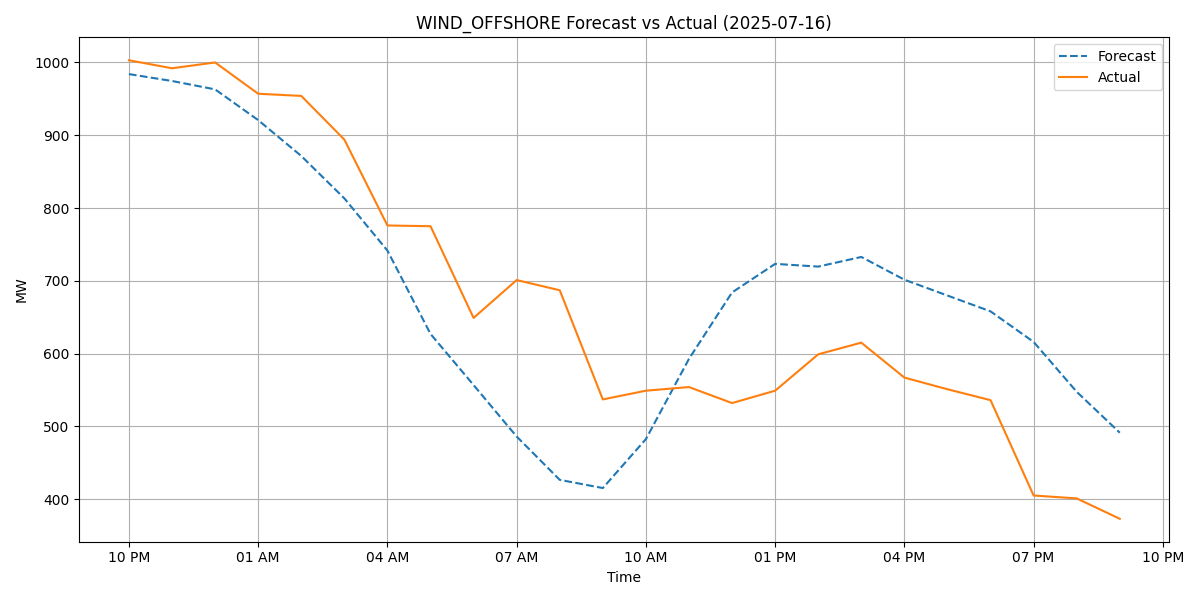 WIND_OFFSHORE Forecast vs Actual (2025-07-16)
Forecast
Actual
1000
900
800
700
600
500
400
MW
10 PM 01 AM 04 AM 07 AM 10 AM 01 PM 04 PM 07 PM 10 PM
Time